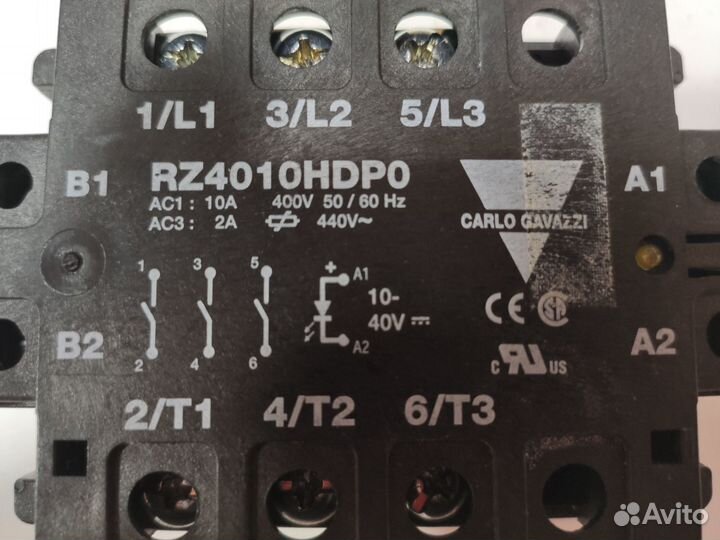 1/L1 3/L2 5/L3
B1 RZ4010HDP0 A1
AC1 : 10A 400V 50 / 60 Hz
AC3 : 2A 440V~
CARLO GAVAZZI
1 3 5 + A1
10-
40V
2 4 6 A2
CE
C RU US
B2 A2
2/T1 4/T2 6/T3
Avito